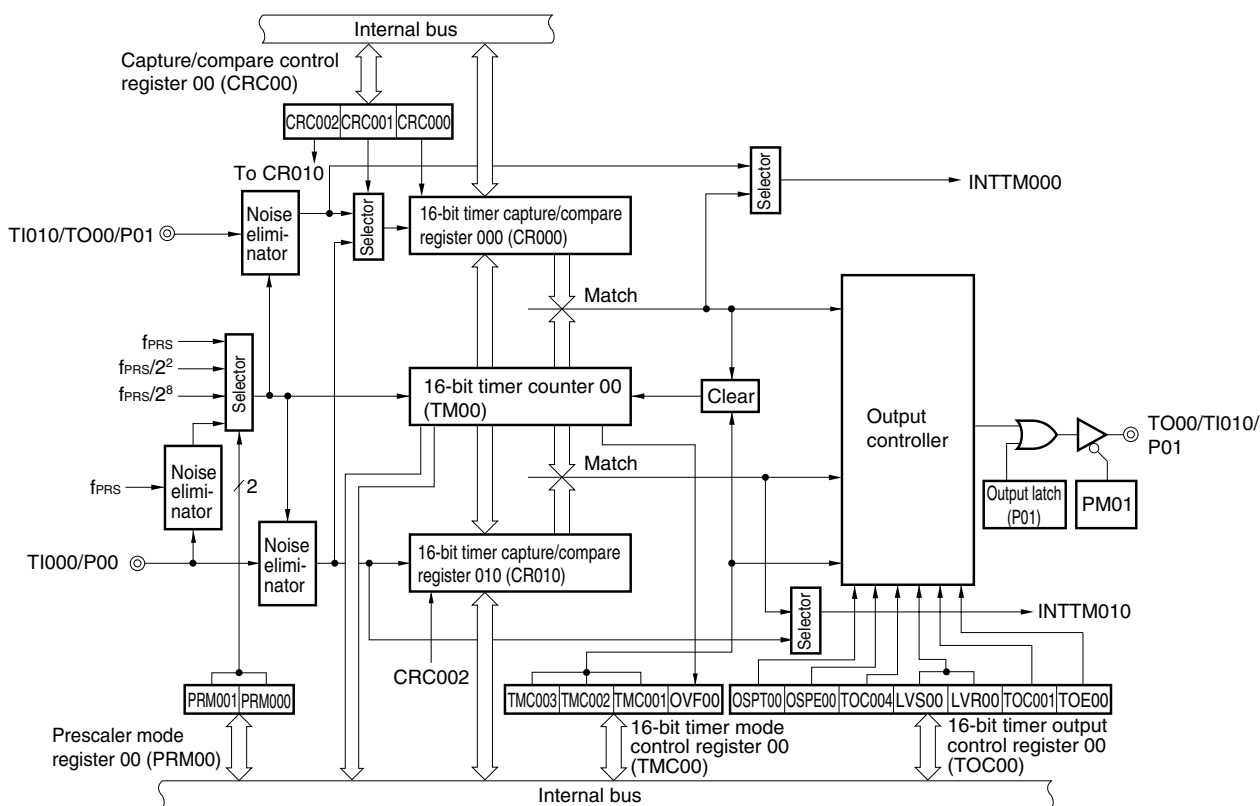 Internal bus
Capture/compare control
register 00 (CRC00)
CRC002 CRC001 CRC000
To CR010
TI010/TO00/P01
Noise
elimi-
nator
Selector
16-bit timer capture/compare
register 000 (CR000)
Selector
INTTM000
Match
fPRS
fPRS/2²
fPRS/2⁸
Selector
16-bit timer counter 00
(TM00)
Clear
Output
controller
TO00/TI010/
P01
Output latch
(P01)
PM01
fPRS
Noise
elimi-
nator
2
Match
TI000/P00
Noise
elimi-
nator
16-bit timer capture/compare
register 010 (CR010)
Selector
INTTM010
CRC002
PRM001 PRM000
TMC003 TMC002 TMC001 OVF00
OSPT00 OSPE00 TOC004 LVS00 LVR00 TOC001 TOE00
Prescaler mode
register 00 (PRM00)
16-bit timer mode
control register 00
(TMC00)
16-bit timer output
control register 00
(TOC00)
Internal bus